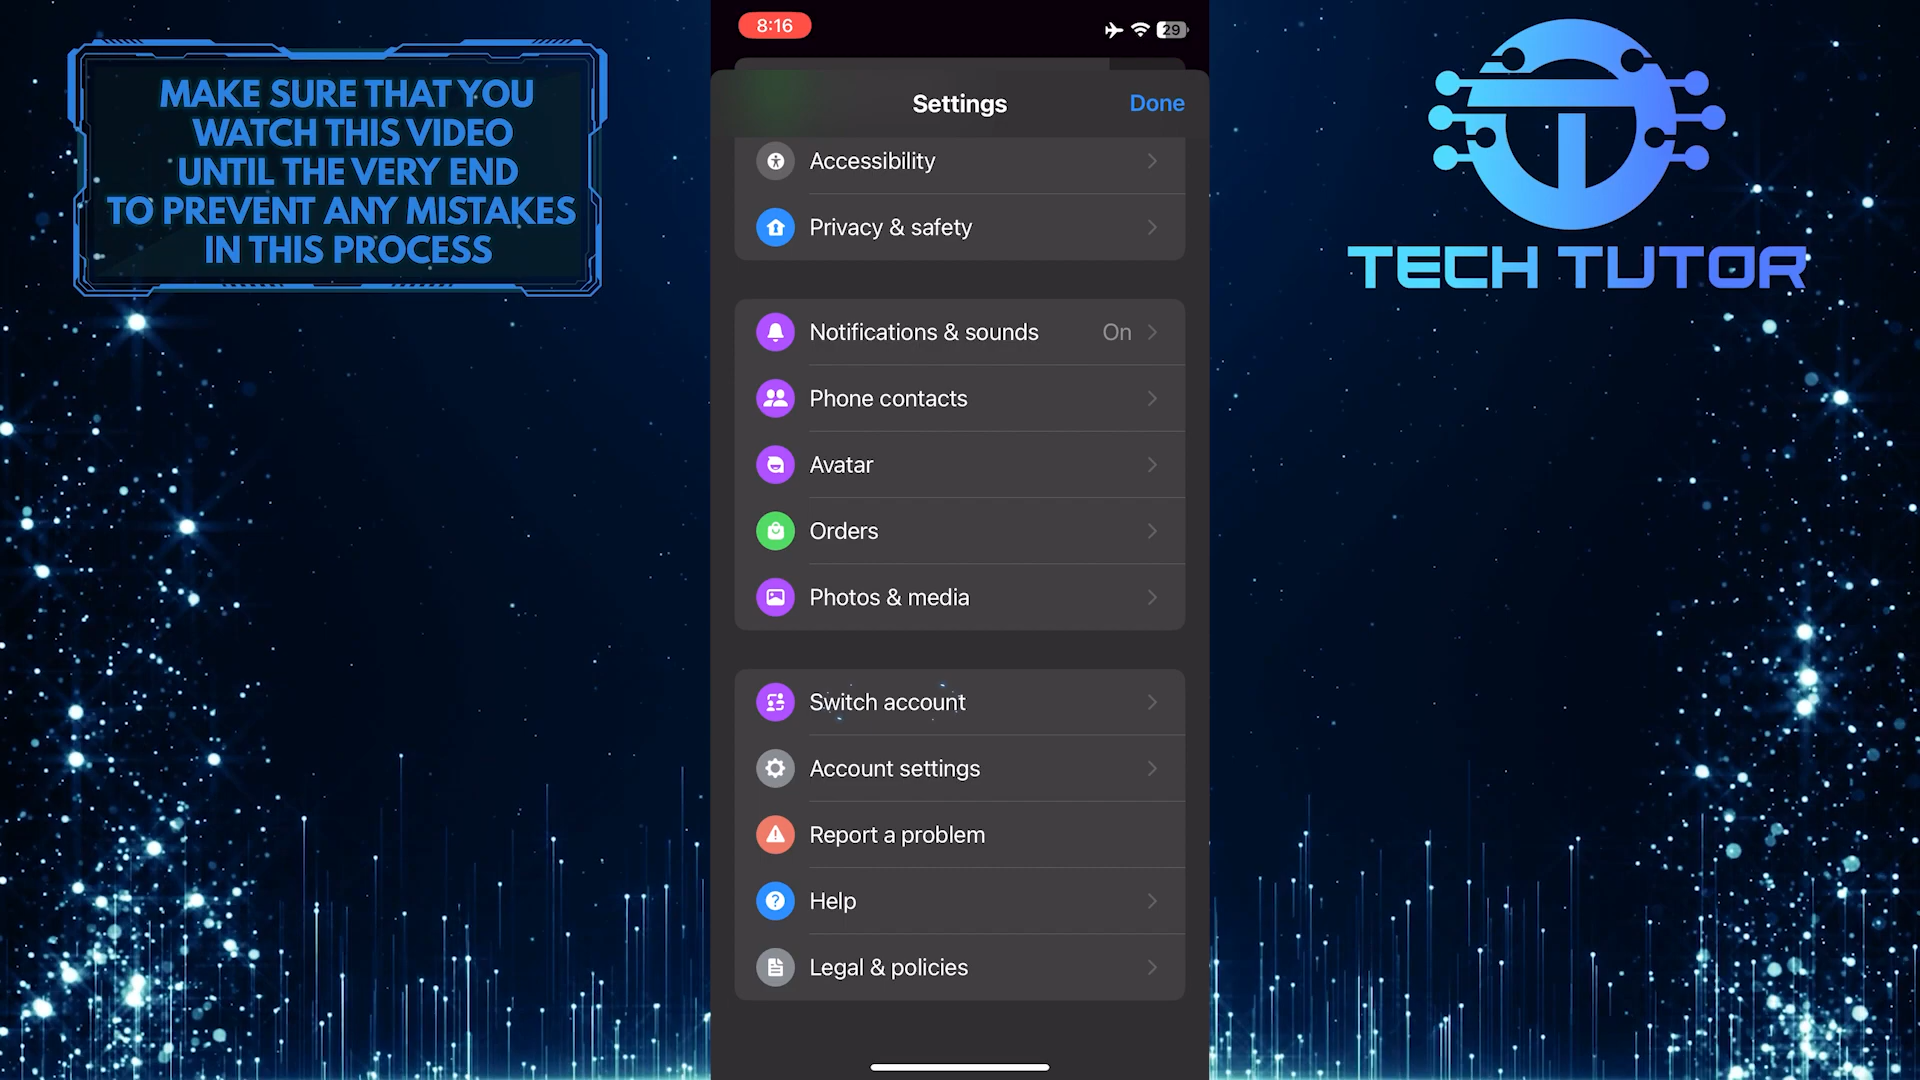 MAKE SURE THAT YOU
WATCH THIS VIDEO
UNTIL THE VERY END
TO PREVENT ANY MISTAKES
IN THIS PROCESS
8:16
29
Settings
Done
Accessibility
Privacy & safety
Notifications & sounds On
Phone contacts
Avatar
Orders
Photos & media
Switch account
Account settings
Report a problem
Help
Legal & policies
TECH TUTOR